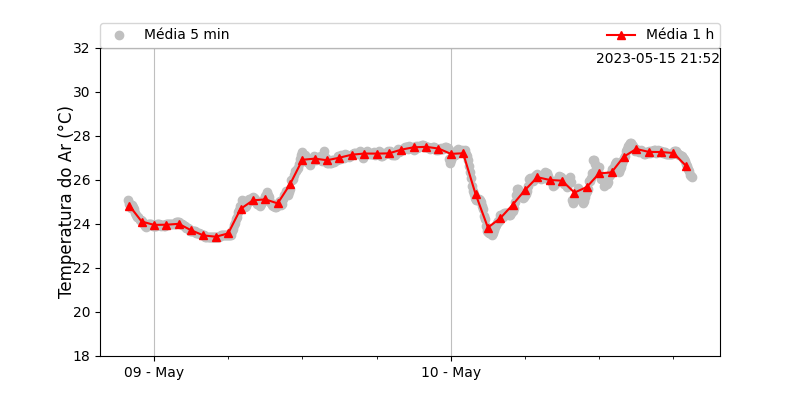 Média 5 min
Média 1 h
2023-05-15 21:52
Temperatura do Ar (°C)
32
30
28
26
24
22
20
18
09 - May
10 - May